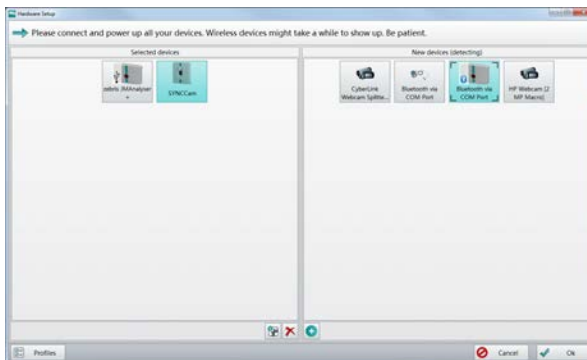 Hardware Setup
Please connect and power up all your devices. Wireless devices might take a while to show up. Be patient.
Selected devices
New devices (detecting)
zebris JMAnalyser
+
SYNCCam
CyberLink
Webcam Splitte...
Bluetooth via
COM Port
Bluetooth via
COM Port
HP Webcam [2
MP Macro]
Profiles
Cancel
Ok